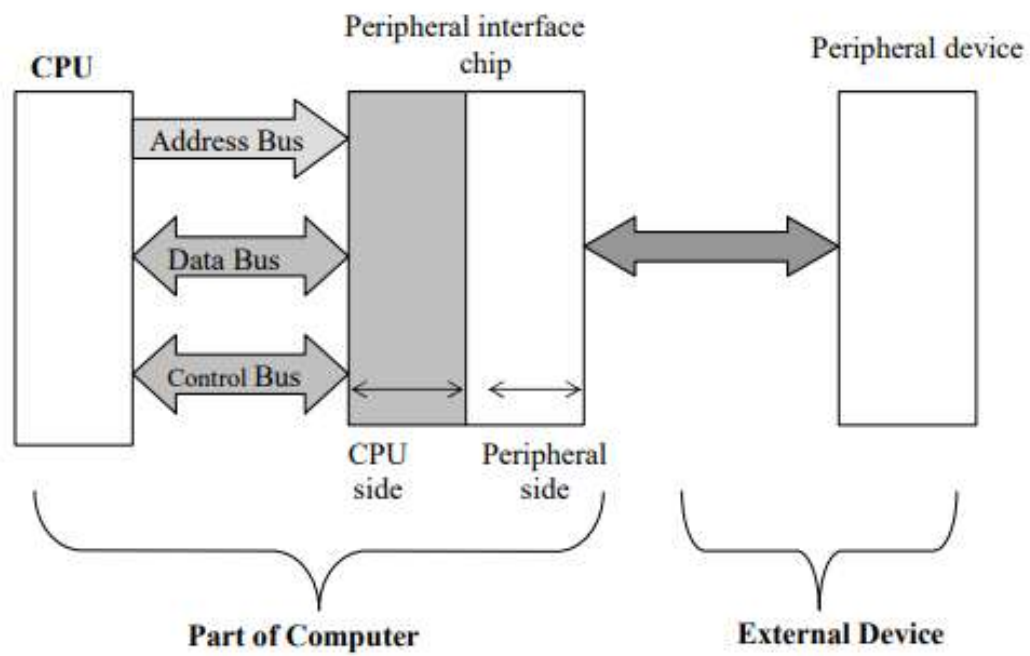 Peripheral interface
chip
Peripheral device
CPU
Address Bus
Data Bus
Control Bus
CPU
side
Peripheral
side
Part of Computer
External Device